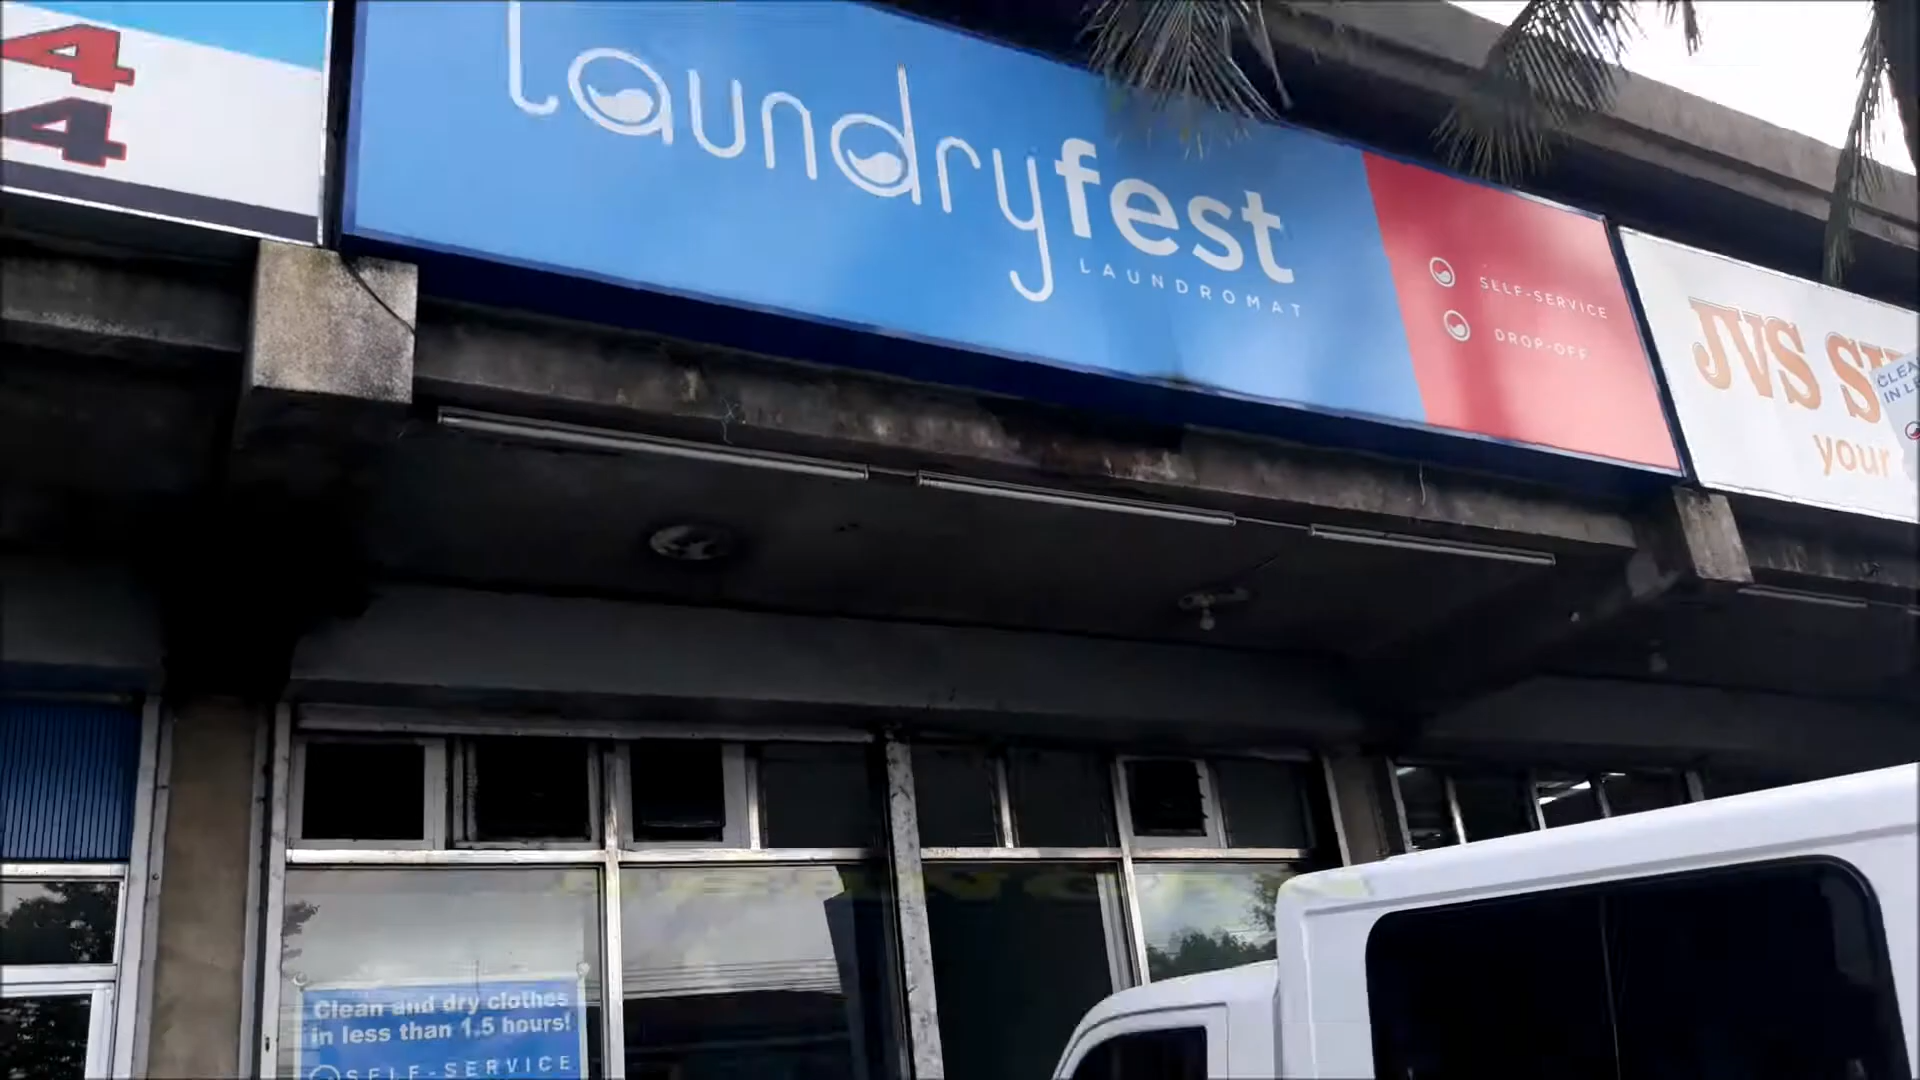 4
4
laundryfest
LAUNDROMAT
SELF-SERVICE
DROP-OFF
JVS
your
Clean and dry clothes
in less than 1.5 hours!
SELF-SERVICE